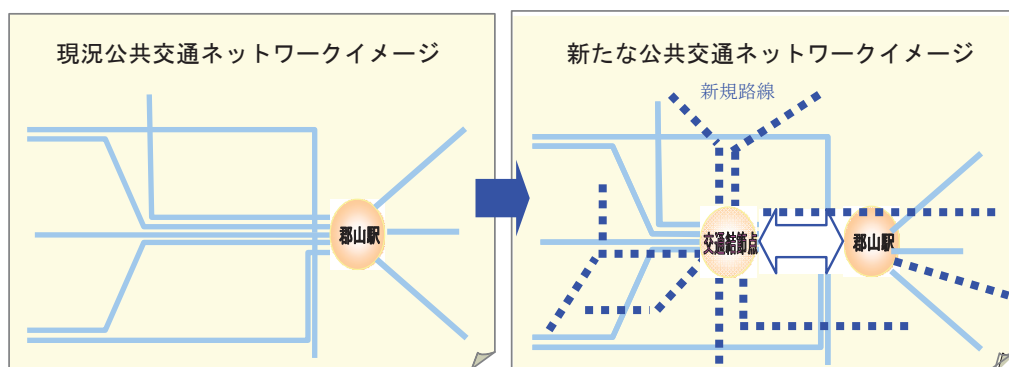 現況公共交通ネットワークイメージ
郡山駅
新たな公共交通ネットワークイメージ
新規路線
交通結節点
郡山駅